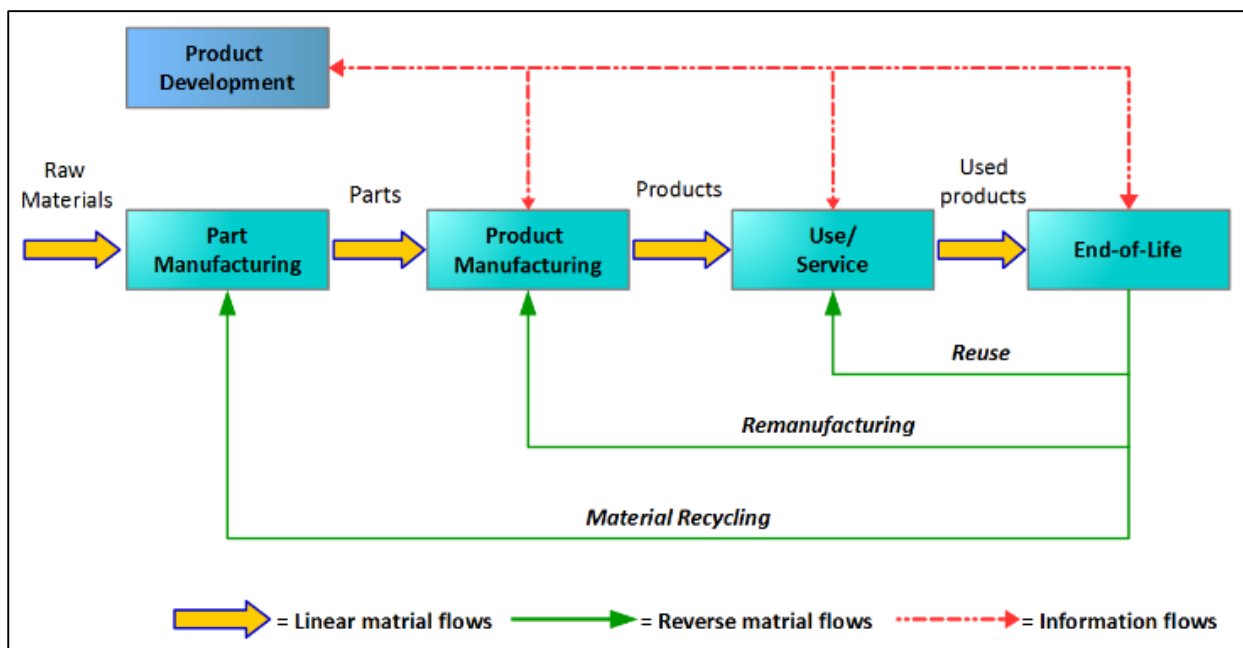 Product
Development
Raw
Materials
Parts
Products
Used
products
Part
Manufacturing
Product
Manufacturing
Use/
Service
End-of-Life
Reuse
Remanufacturing
Material Recycling
= Linear matrial flows
= Reverse matrial flows
= Information flows